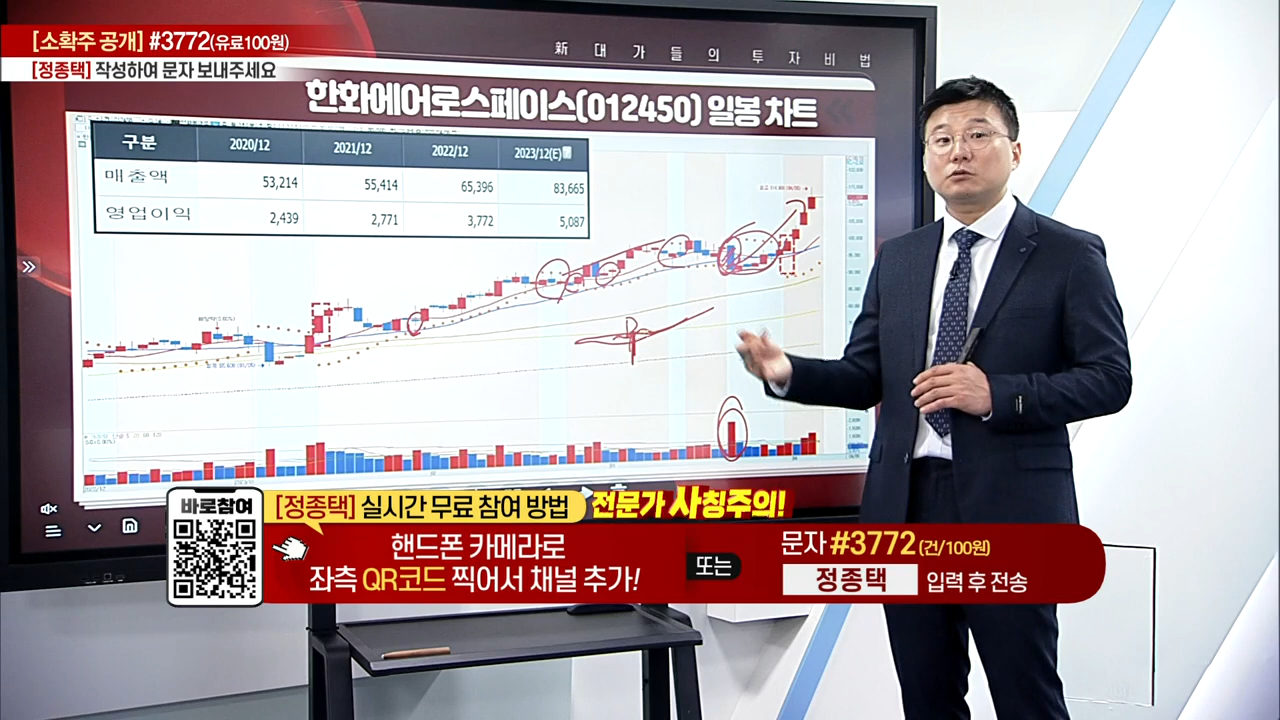 [소확주 공개] #3772(유료100원)
[정종택] 작성하여 문자 보내주세요
新 대가들의 투자비법
한화에어로스페이스(012450) 일봉 차트
구분 2020/12 2021/12 2022/12 2023/12(E)
매출액 53,214 55,414 65,396 83,665
영업이익 2,439 2,771 3,772 5,087
바로참여
[정종택] 실시간 무료 참여 방법
전문가 사칭주의!
핸드폰 카메라로
좌측 QR코드 찍어서 채널 추가!
또는
문자 #3772 (건/100원)
정종택 입력 후 전송